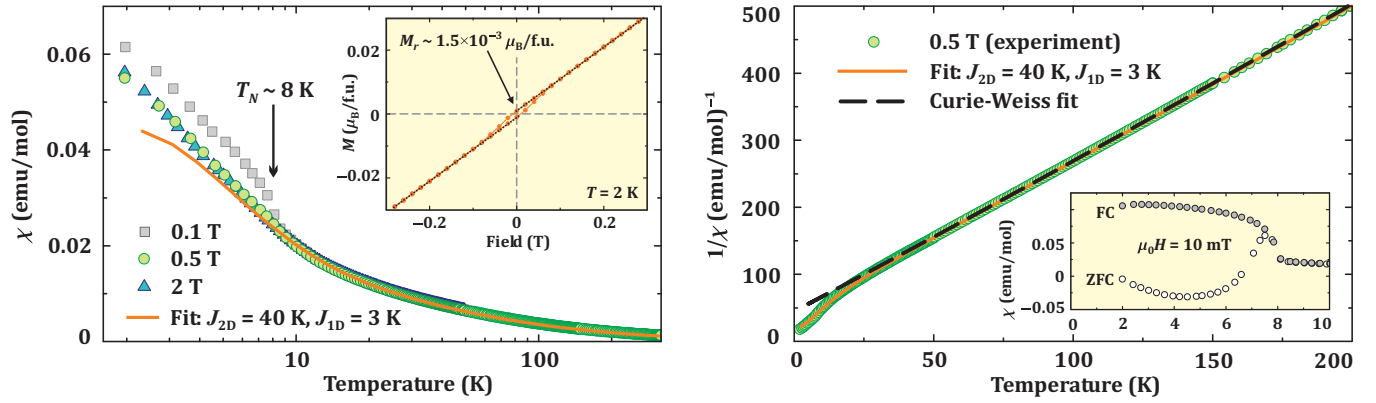 0.06
0.04
0.02
0
χ (emu/mol)
T_N ~ 8 K
0.1 T
0.5 T
2 T
Fit: J_2D = 40 K, J_1D = 3 K
10
100
Temperature (K)
M_r ~ 1.5×10⁻³ μ_B/f.u.
0.02
0
−0.02
M (μ_B/f.u.)
T = 2 K
−0.2
0
0.2
Field (T)
500
400
300
200
100
0
1/χ (emu/mol)⁻¹
0.5 T (experiment)
Fit: J_2D = 40 K, J_1D = 3 K
Curie-Weiss fit
0
50
100
150
200
Temperature (K)
FC
μ₀H = 10 mT
ZFC
0.05
0
−0.05
χ (emu/mol)
0
2
4
6
8
10